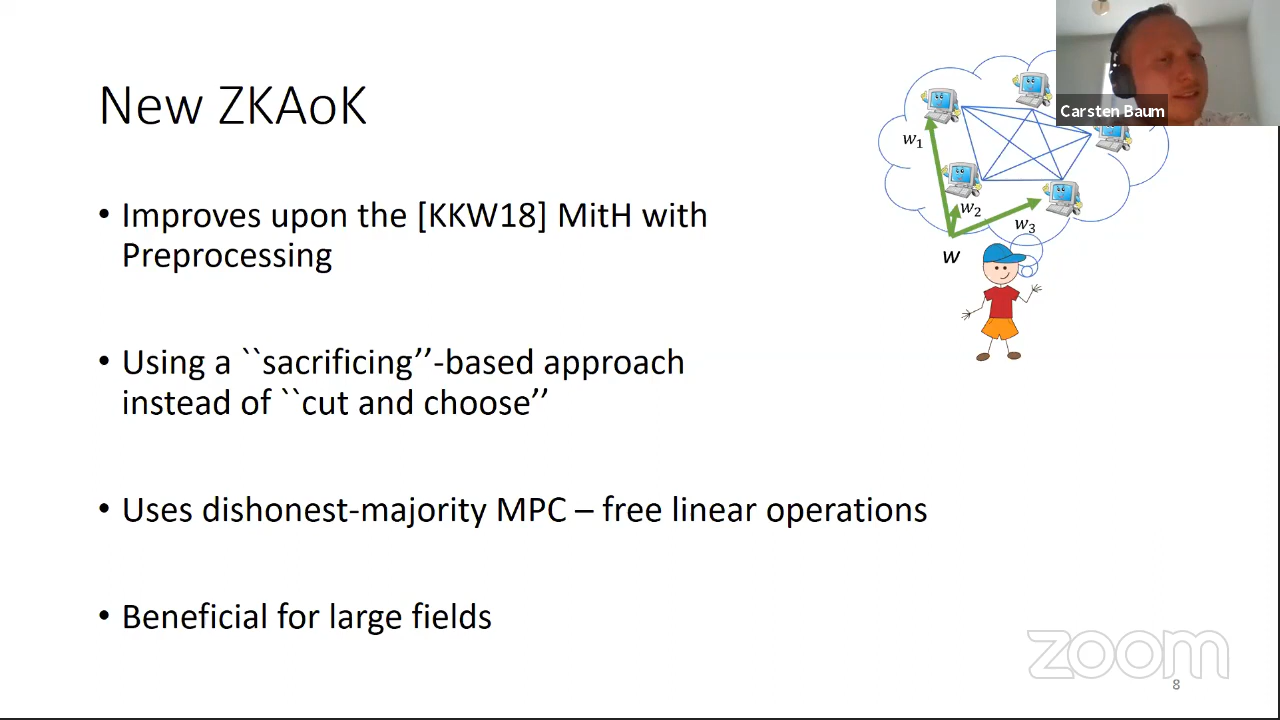 New ZKAoK
Carsten Baum
w1
w2
w3
w
• Improves upon the [KKW18] MitH with
Preprocessing
• Using a ``sacrificing’’-based approach
instead of ``cut and choose’’
• Uses dishonest-majority MPC – free linear operations
• Beneficial for large fields
zoom
8